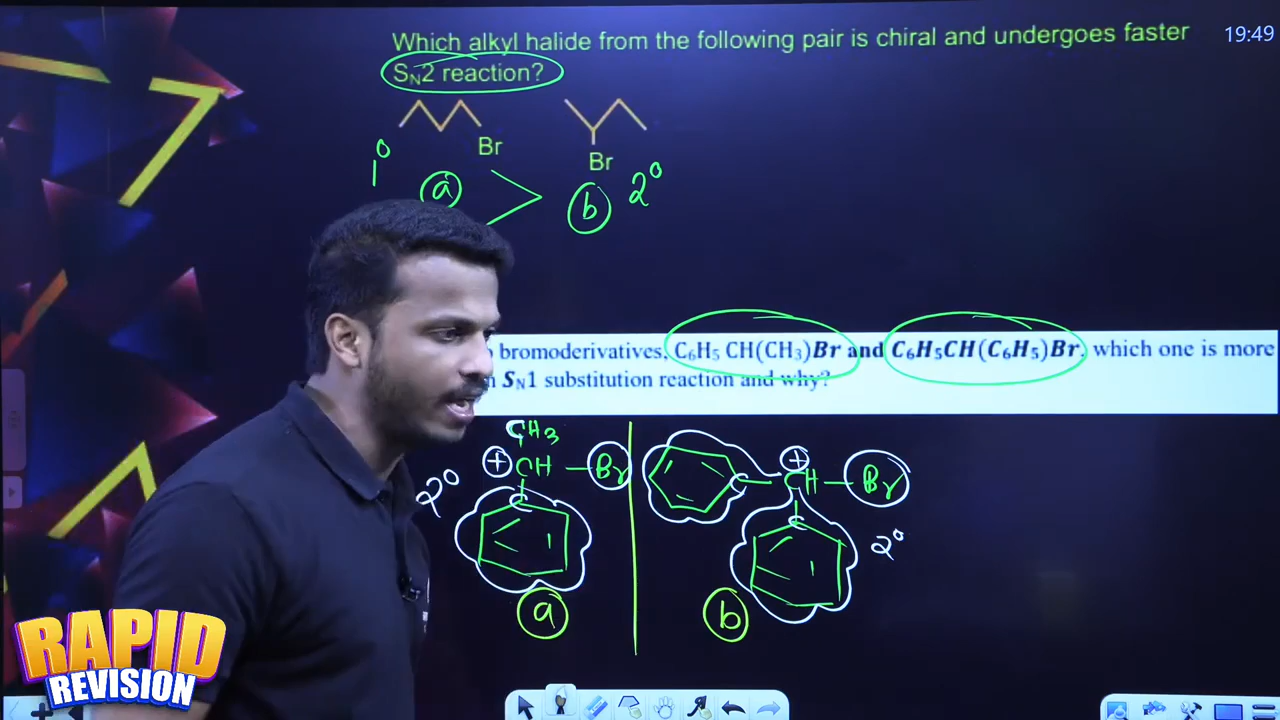 Which alkyl halide from the following pair is chiral and undergoes faster
19:49
SN2 reaction?
Br
Br
1° a > b 2°
bromoderivatives, C₆H₅ CH(CH₃)Br and C₆H₅CH(C₆H₅)Br, which one is more
SN1 substitution reaction and why?
CH₃
+ CH – Br
2°
+
C – CH – Br
C
2°
a
b
RAPID
REVISION